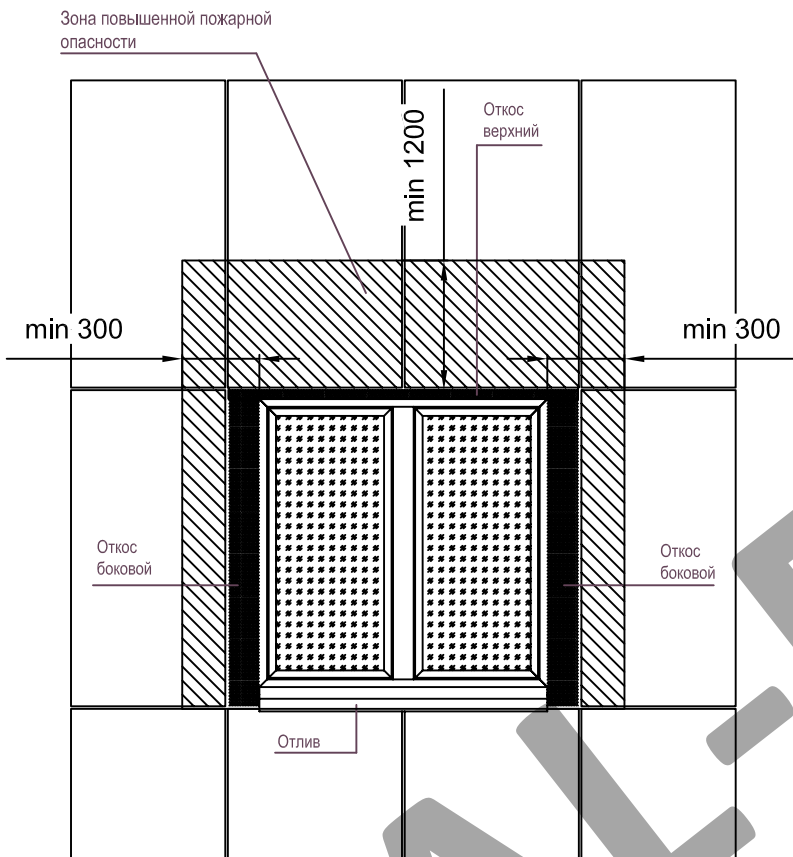 Зона повышенной пожарной
опасности
Откос
верхний
min 1200
min 300
min 300
Откос
боковой
Откос
боковой
Отлив